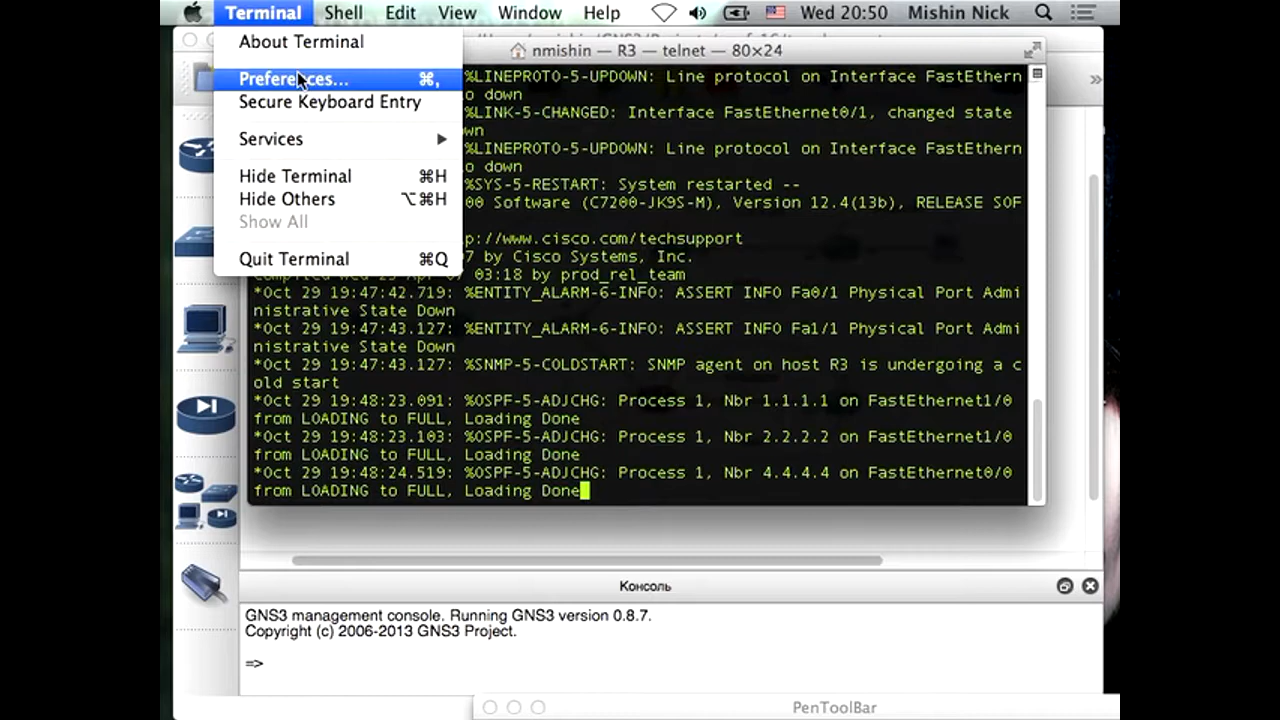 Terminal Shell Edit View Window Help Wed 20:50 Mishin Nick
About Terminal
Preferences... ⌘,
Secure Keyboard Entry
Services ▶
Hide Terminal ⌘H
Hide Others ⌥⌘H
Show All
Quit Terminal ⌘Q
nmishin — R3 — telnet — 80×24
%LINEPROTO-5-UPDOWN: Line protocol on Interface FastEthern
o down
%LINK-5-CHANGED: Interface FastEthernet0/1, changed state
wn
%LINEPROTO-5-UPDOWN: Line protocol on Interface FastEthern
o down
%SYS-5-RESTART: System restarted --
00 Software (C7200-JK9S-M), Version 12.4(13b), RELEASE SOF
p://www.cisco.com/techsupport
7 by Cisco Systems, Inc.
03:18 by prod_rel_team
*Oct 29 19:47:42.719: %ENTITY_ALARM-6-INFO: ASSERT INFO Fa0/1 Physical Port Admi
nistrative State Down
*Oct 29 19:47:43.127: %ENTITY_ALARM-6-INFO: ASSERT INFO Fa1/1 Physical Port Admi
nistrative State Down
*Oct 29 19:47:43.127: %SNMP-5-COLDSTART: SNMP agent on host R3 is undergoing a c
old start
*Oct 29 19:48:23.091: %OSPF-5-ADJCHG: Process 1, Nbr 1.1.1.1 on FastEthernet1/0
from LOADING to FULL, Loading Done
*Oct 29 19:48:23.103: %OSPF-5-ADJCHG: Process 1, Nbr 2.2.2.2 on FastEthernet1/0
from LOADING to FULL, Loading Done
*Oct 29 19:48:24.519: %OSPF-5-ADJCHG: Process 1, Nbr 4.4.4.4 on FastEthernet0/0
from LOADING to FULL, Loading Done
Консоль
GNS3 management console. Running GNS3 version 0.8.7.
Copyright (c) 2006-2013 GNS3 Project.
=>
PenToolBar